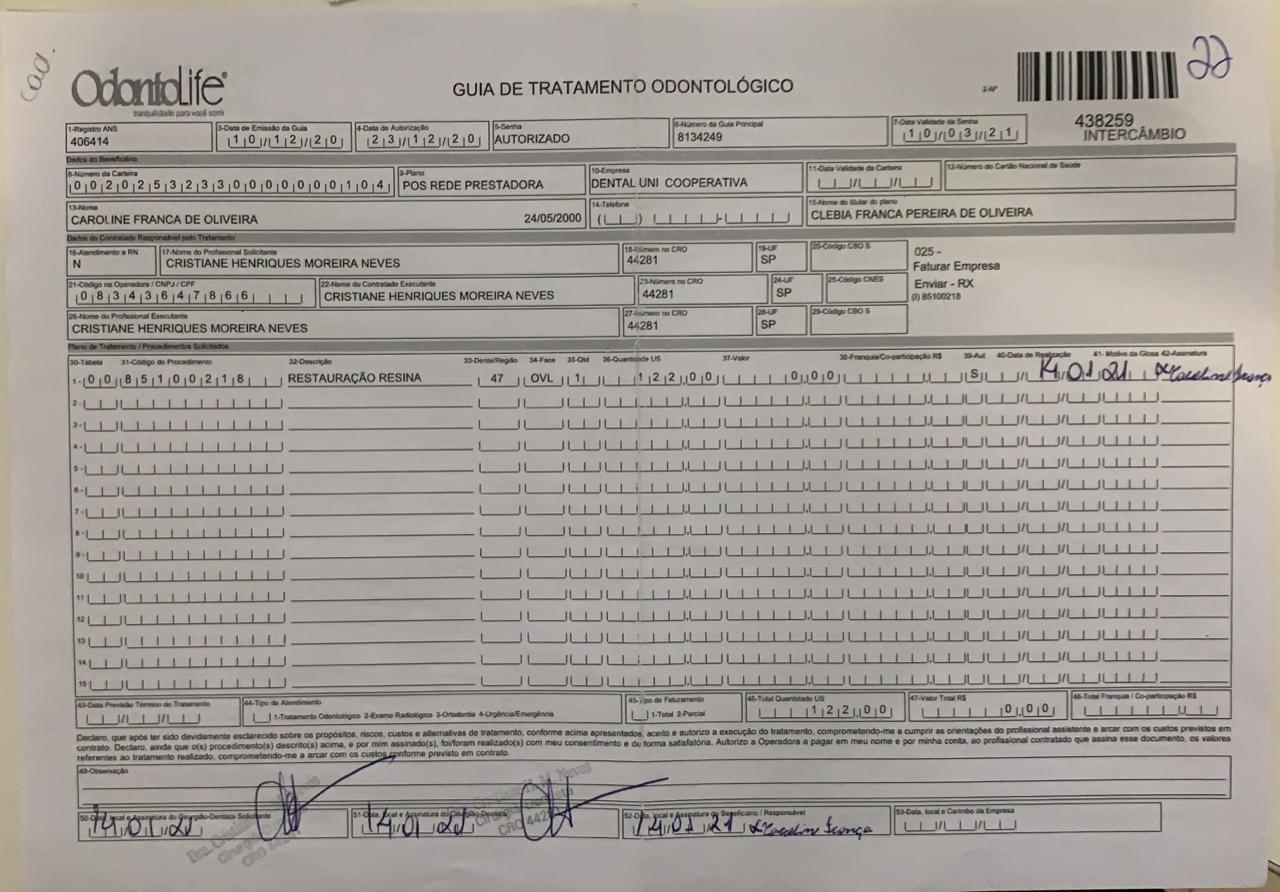 cad.
OdontoLife®
tranquilidade para você sorrir
GUIA DE TRATAMENTO ODONTOLÓGICO
22
438259
INTERCÂMBIO
1-Registro ANS
406414
3-Data de Emissão da Guia
10/12/20
4-Data de Autorização
23/12/20
5-Senha
AUTORIZADO
6-Número da Guia Principal
8134249
7-Data Validade da Senha
10/03/21
Dados do Beneficiário
8-Número da Carteira
00202532330000000104
9-Plano
POS REDE PRESTADORA
10-Empresa
DENTAL UNI COOPERATIVA
11-Data Validade da Carteira
12-Número do Cartão Nacional de Saúde
13-Nome
CAROLINE FRANCA DE OLIVEIRA 24/05/2000
14-Telefone
15-Nome do titular do plano
CLEBIA FRANCA PEREIRA DE OLIVEIRA
Dados do Contratado Responsável pelo Tratamento
16-Atendimento a RN
N
17-Nome do Profissional Solicitante
CRISTIANE HENRIQUES MOREIRA NEVES
18-Número no CRO
44281
19-UF
SP
20-Código CBO S
025 -
Faturar Empresa
Enviar - RX
(I) 85100218
21-Código na Operadora / CNPJ / CPF
08343647866
22-Nome do Contratado Executante
CRISTIANE HENRIQUES MOREIRA NEVES
23-Número no CRO
44281
24-UF
SP
25-Código CNES
26-Nome do Profissional Executante
CRISTIANE HENRIQUES MOREIRA NEVES
27-Número no CRO
44281
28-UF
SP
29-Código CBO S
Plano de Tratamento / Procedimentos Solicitados
30-Tabela 31-Código do Procedimento 32-Descrição 33-Dente/Região 34-Face 35-Qtd 36-Quantidade US 37-Valor 38-Franquia/Co-participação R$ 39-Aut 40-Data de Realização 41- Motivo da Glosa 42-Assinatura
1- 00 85100218 RESTAURAÇÃO RESINA 47 OVL 1 122,00 0,00 S 14,01,21
2-
3-
4-
5-
6-
7-
8-
9-
10
11
12
13
14
15
43-Data Previsão Término do Tratamento
44-Tipo de Atendimento
1-Tratamento Odontológico 2-Exame Radiológico 3-Ortodontia 4-Urgência/Emergência
45-Tipo de Faturamento
1-Total 2-Parcial
46-Total Quantidade US
122,00
47-Valor Total R$
0,00
48-Total Franquia / Co-participação R$
Declaro, que após ter sido devidamente esclarecido sobre os propósitos, riscos, custos e alternativas de tratamento, conforme acima apresentados, aceito e autorizo a execução do tratamento, comprometendo-me a cumprir as orientações do profissional assistente e arcar com os custos previstos em
contrato. Declaro, ainda que o(s) procedimento(s) descrito(s) acima, e por mim assinado(s), foi/foram realizado(s) com meu consentimento e de forma satisfatória. Autorizo a Operadora a pagar em meu nome e por minha conta, ao profissional contratado que assina esse documento, os valores
referentes ao tratamento realizado, comprometendo-me a arcar com os custos conforme previsto em contrato.
49-Observação
50-Data, local e Assinatura do Cirurgião-Dentista Solicitante
14,01,21
51-Data, local e Assinatura do Cirurgião-Dentista
14,01,21
52-Data, local e Assinatura do Beneficiário / Responsável
14,01,21
53-Data, local e Carimbo da Empresa